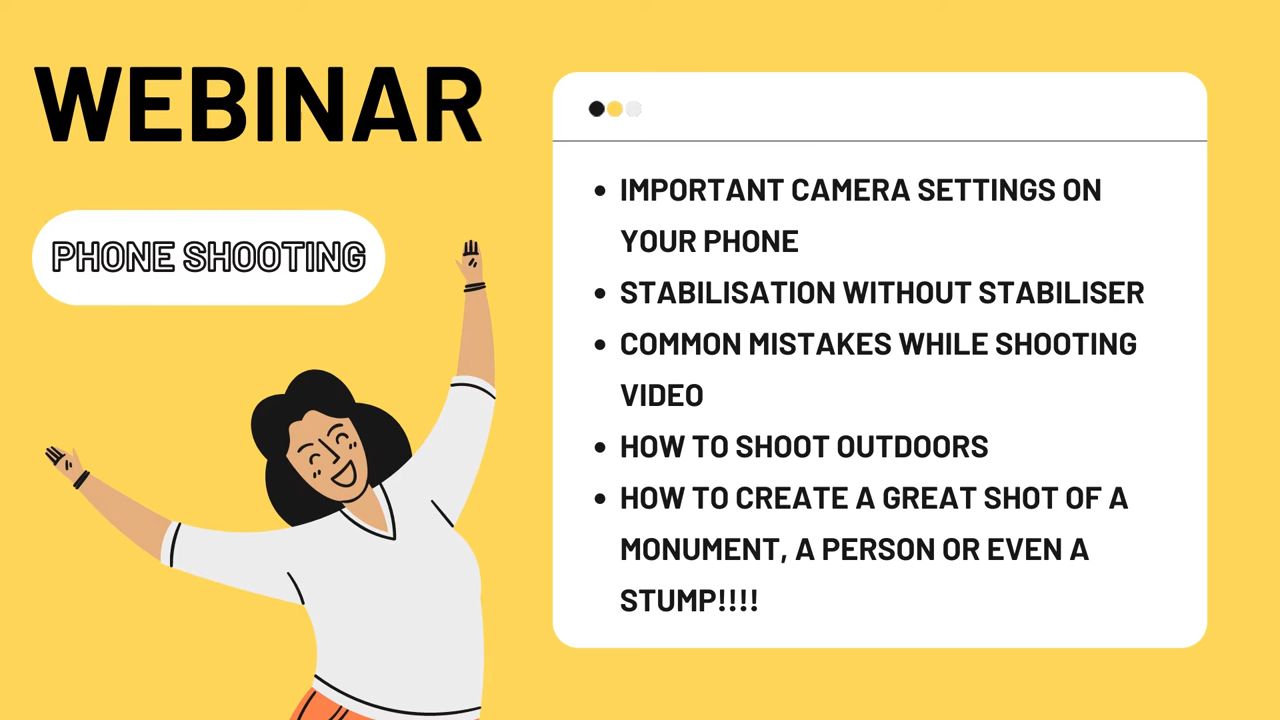 WEBINAR
PHONE SHOOTING
• IMPORTANT CAMERA SETTINGS ON
YOUR PHONE
• STABILISATION WITHOUT STABILISER
• COMMON MISTAKES WHILE SHOOTING
VIDEO
• HOW TO SHOOT OUTDOORS
• HOW TO CREATE A GREAT SHOT OF A
MONUMENT, A PERSON OR EVEN A
STUMP!!!!